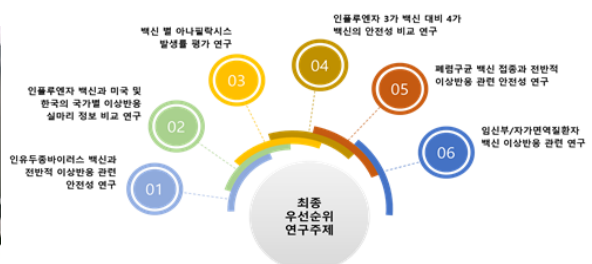 인유두종바이러스 백신과
전반적 이상반응 관련
안전성 연구
01
인플루엔자 백신과 미국 및
한국의 국가별 이상반응
실마리 정보 비교 연구
02
백신 별 아나필락시스
발생률 평가 연구
03
인플루엔자 3가 백신 대비 4가
백신의 안전성 비교 연구
04
폐렴구균 백신 접종과 전반적
이상반응 관련 안전성 연구
05
임신부/자가면역질환자
백신 이상반응 관련 연구
06
최종
우선순위
연구주제